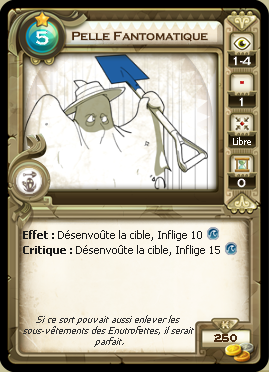 5
PELLE FANTOMATIQUE
1-4
1
Libre
0
Effet : Désenvoûte la cible, Inflige 10
Critique : Désenvoûte la cible, Inflige 15
Si ce sort pouvait aussi enlever les
sous-vêtements des Enutrofettes, il serait
parfait.
K
250